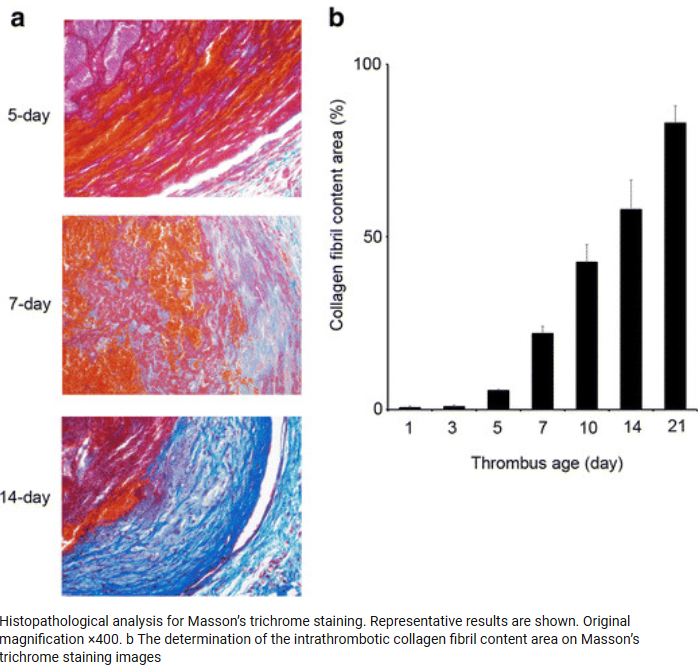 a
b
5-day
7-day
14-day
Collagen fibril content area (%)
100
50
0
1 3 5 7 10 14 21
Thrombus age (day)
Histopathological analysis for Masson’s trichrome staining. Representative results are shown. Original
magnification ×400. b The determination of the intrathrombotic collagen fibril content area on Masson’s
trichrome staining images